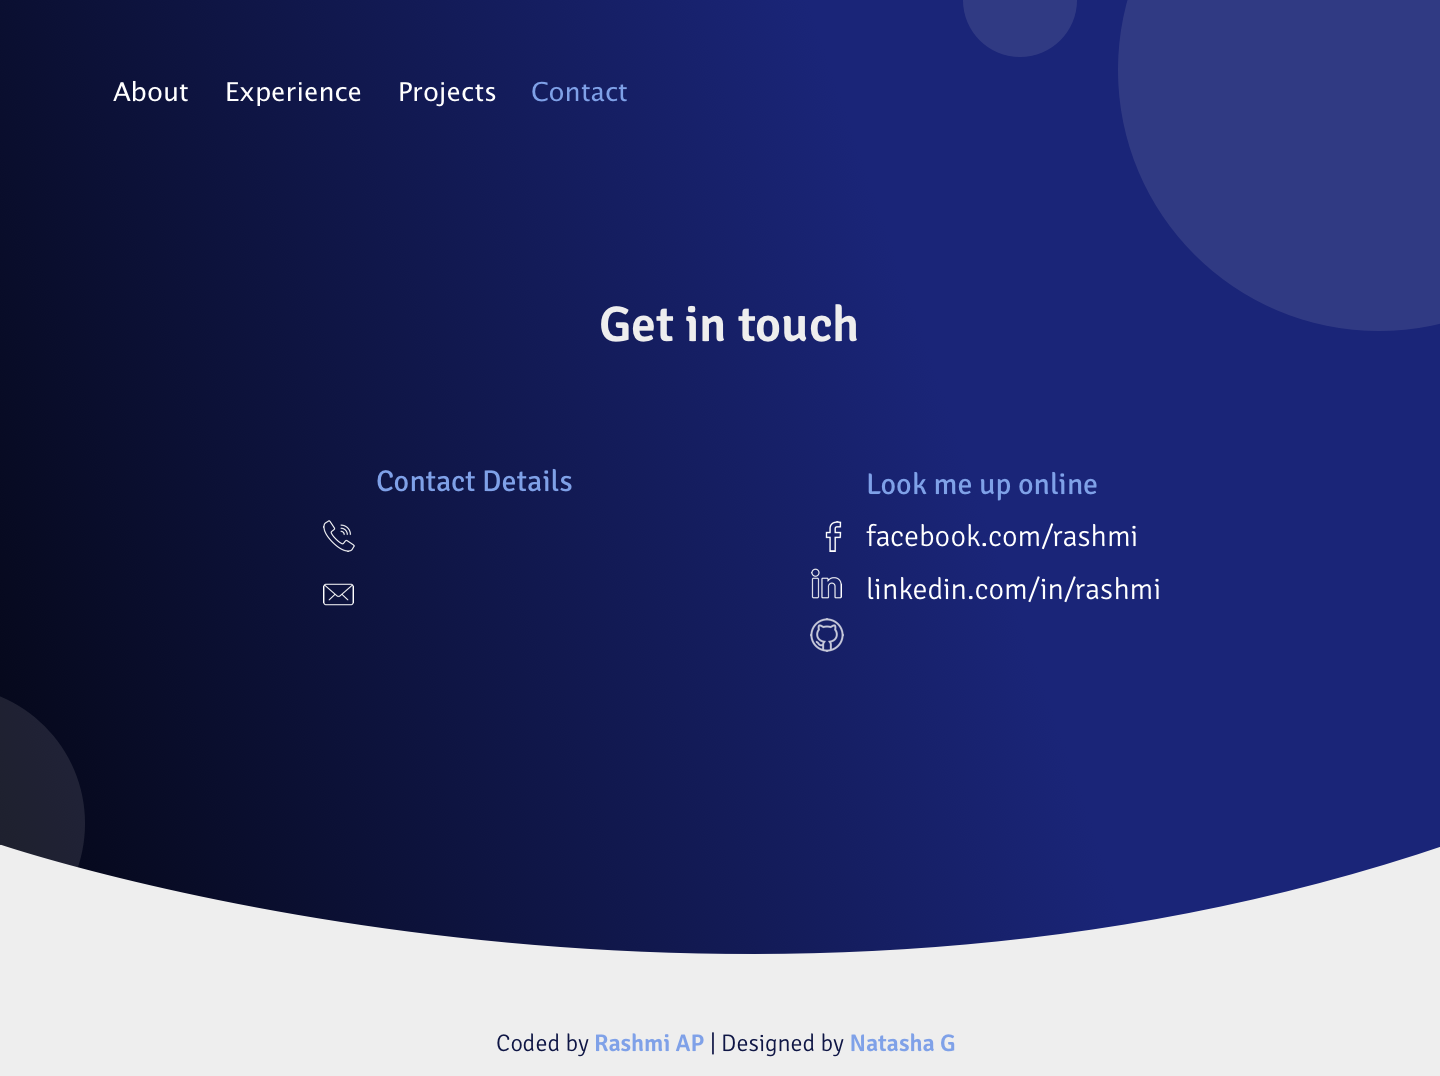 About Experience Projects Contact
Get in touch
Contact Details
Look me up online
facebook.com/rashmi
linkedin.com/in/rashmi
Coded by Rashmi AP | Designed by Natasha G